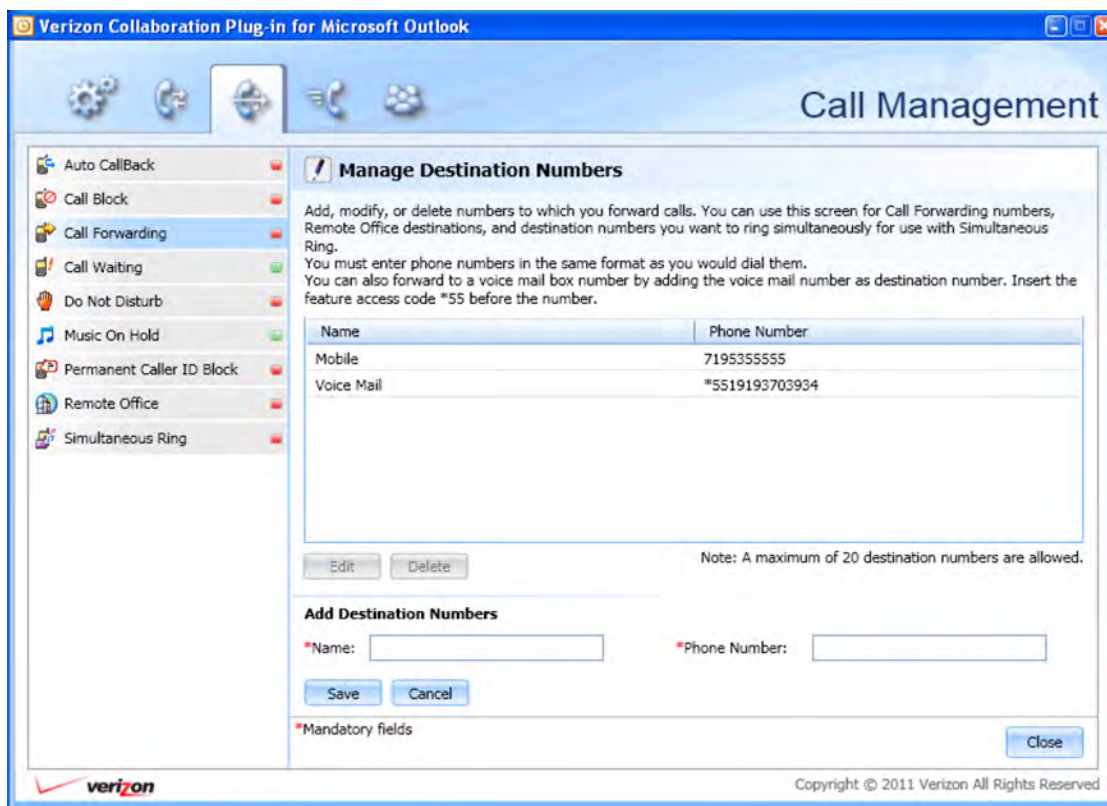 Verizon Collaboration Plug-in for Microsoft Outlook
Call Management
Auto CallBack
Call Block
Call Forwarding
Call Waiting
Do Not Disturb
Music On Hold
Permanent Caller ID Block
Remote Office
Simultaneous Ring
Manage Destination Numbers
Add, modify, or delete numbers to which you forward calls. You can use this screen for Call Forwarding numbers,
Remote Office destinations, and destination numbers you want to ring simultaneously for use with Simultaneous
Ring.
You must enter phone numbers in the same format as you would dial them.
You can also forward to a voice mail box number by adding the voice mail number as destination number. Insert the
feature access code *55 before the number.
Name Phone Number
Mobile 7195355555
Voice Mail *5519193703934
Edit Delete Note: A maximum of 20 destination numbers are allowed.
Add Destination Numbers
*Name: *Phone Number:
Save Cancel
*Mandatory fields
Close
verizon Copyright © 2011 Verizon All Rights Reserved